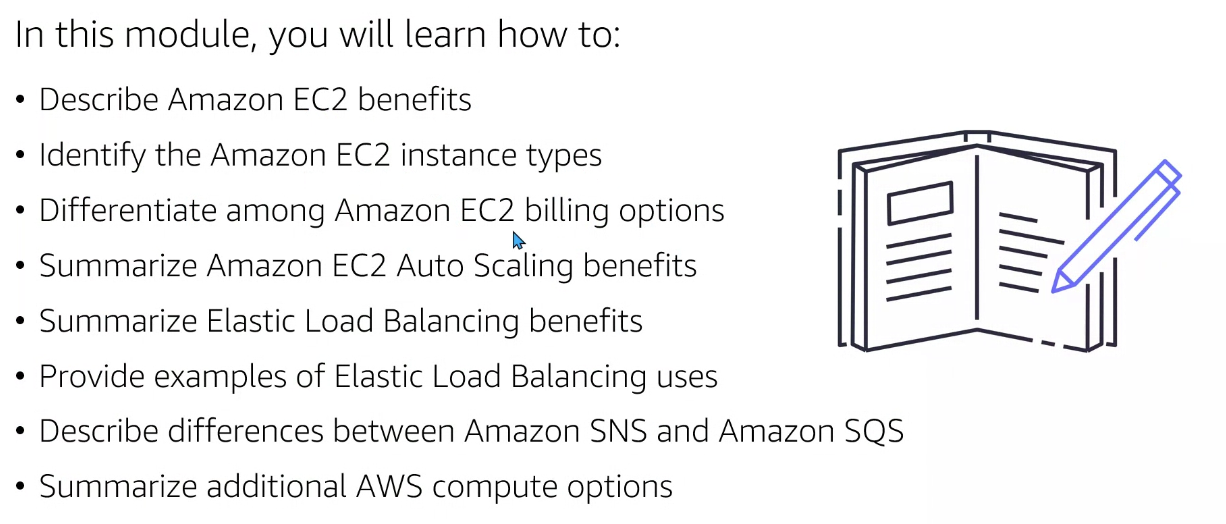 In this module, you will learn how to:
• Describe Amazon EC2 benefits
• Identify the Amazon EC2 instance types
• Differentiate among Amazon EC2 billing options
• Summarize Amazon EC2 Auto Scaling benefits
• Summarize Elastic Load Balancing benefits
• Provide examples of Elastic Load Balancing uses
• Describe differences between Amazon SNS and Amazon SQS
• Summarize additional AWS compute options